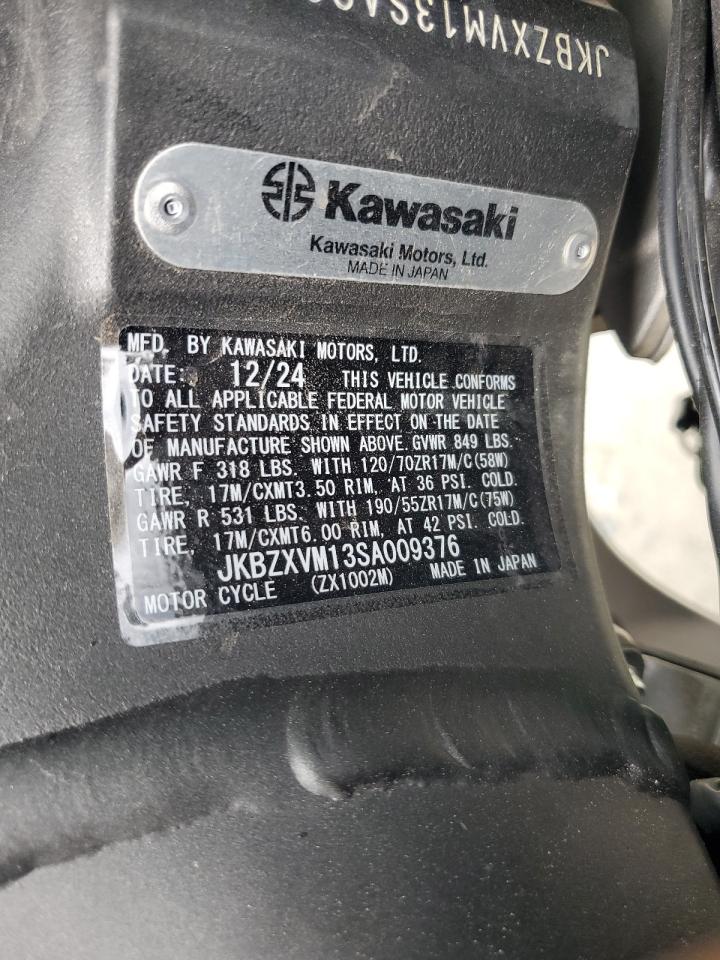 JKBZXVM13SA00
Kawasaki
Kawasaki Motors, Ltd.
MADE IN JAPAN
MFD. BY KAWASAKI MOTORS, LTD.
DATE: 12/24 THIS VEHICLE CONFORMS
TO ALL APPLICABLE FEDERAL MOTOR VEHICLE
SAFETY STANDARDS IN EFFECT ON THE DATE
OF MANUFACTURE SHOWN ABOVE. GVWR 849 LBS.
GAWR F 318 LBS. WITH 120/70ZR17M/C(58W)
TIRE, 17M/CXMT3.50 RIM, AT 36 PSI. COLD.
GAWR R 531 LBS. WITH 190/55ZR17M/C(75W)
TIRE, 17M/CXMT6.00 RIM, AT 42 PSI. COLD.
JKBZXVM13SA009376
MOTOR CYCLE (ZX1002M) MADE IN JAPAN